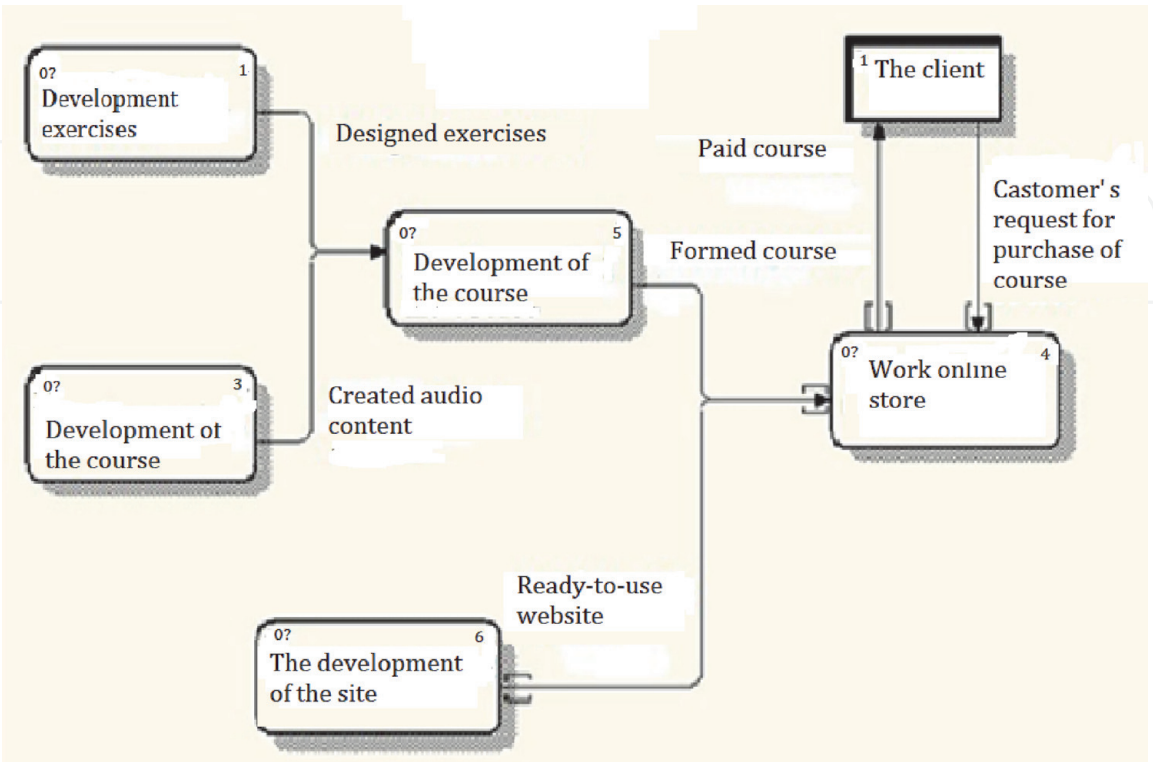 0? 1
Development
exercises
Designed exercises
1 The client
Paid course
Castomer's
request for
purchase of
course
0? 5
Development of
the course
Formed course
0? 3
Development of
the course
Created audio
content
0? 4
Work online
store
Ready-to-use
website
0? 6
The development
of the site